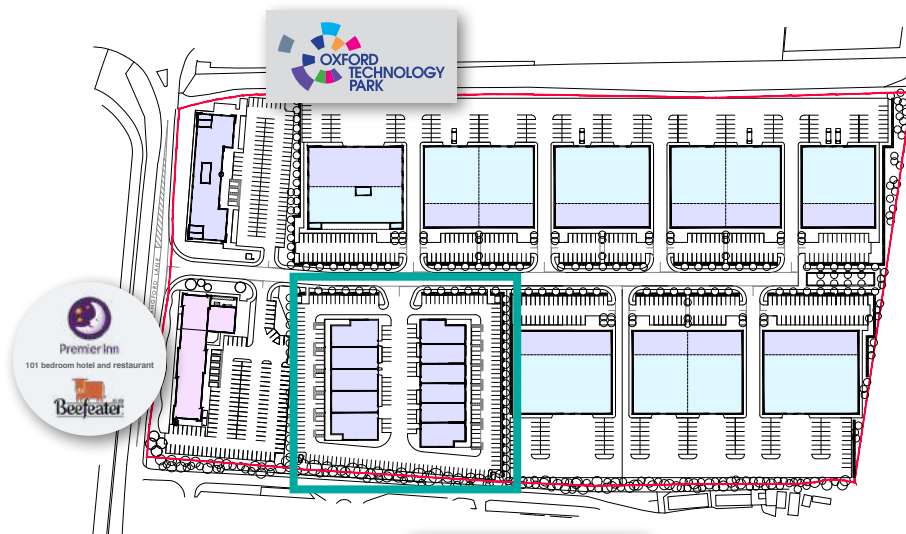 OXFORD
TECHNOLOGY
PARK
Premier Inn
101 bedroom hotel and restaurant
Beefeater